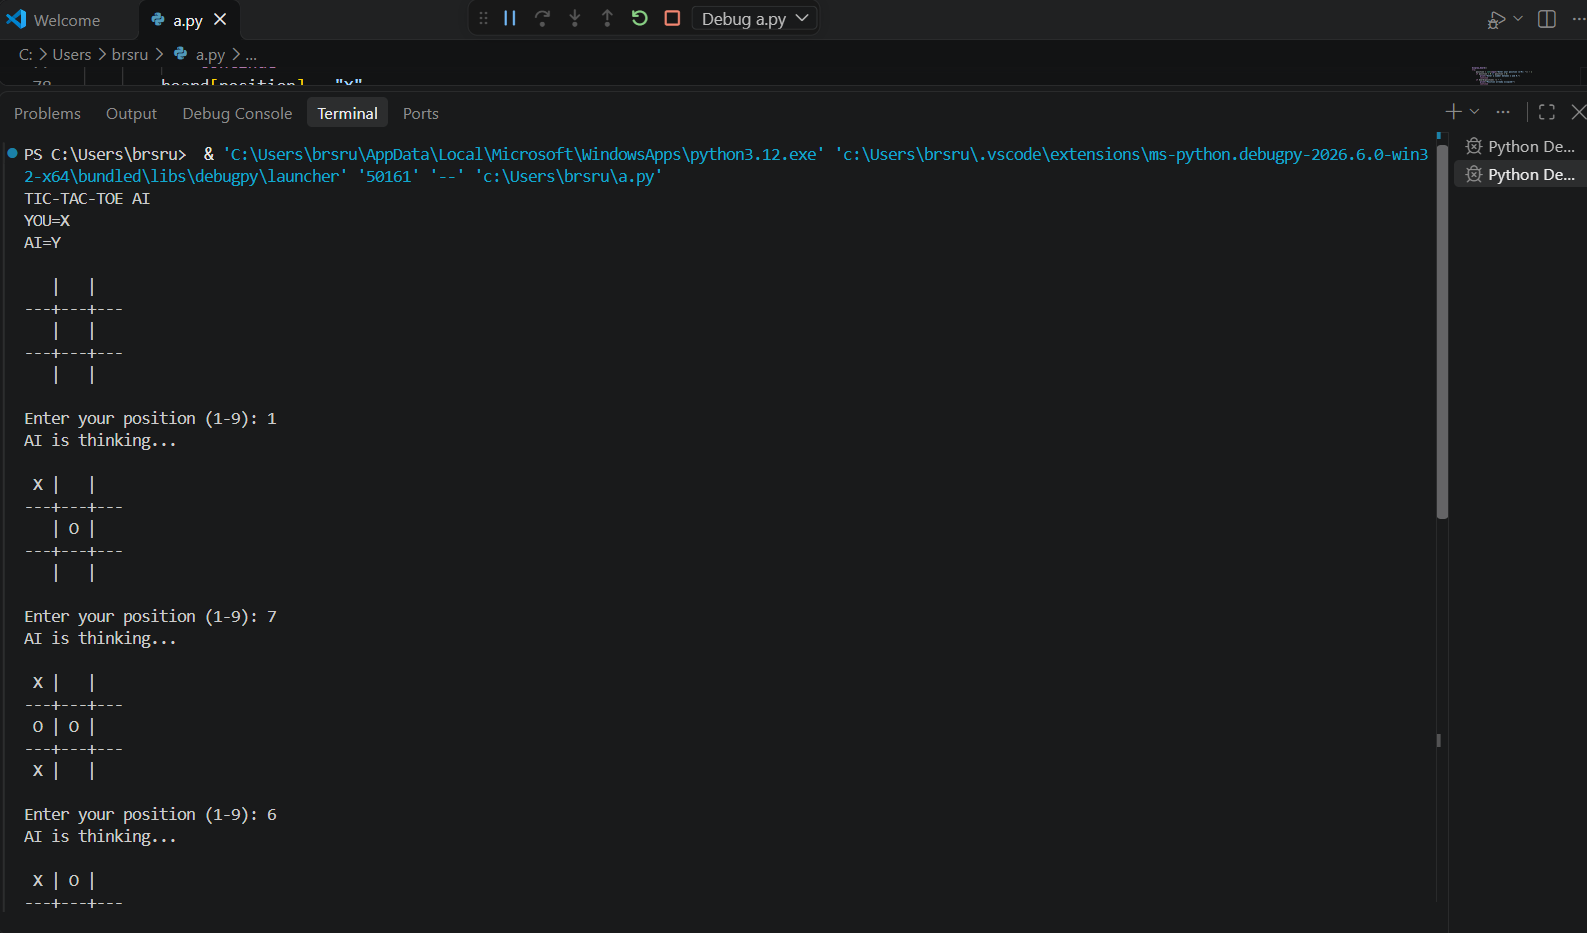 Welcome
a.py
Debug a.py
C: > Users > brsru > a.py > ...
78 board[position] "X"
Problems Output Debug Console Terminal Ports
Python De...
Python De...
PS C:\Users\brsru>  & 'C:\Users\brsru\AppData\Local\Microsoft\WindowsApps\python3.12.exe' 'c:\Users\brsru\.vscode\extensions\ms-python.debugpy-2026.6.0-win3
2-x64\bundled\libs\debugpy\launcher' '50161' '--' 'c:\Users\brsru\a.py'
TIC-TAC-TOE AI
YOU=X
AI=Y
   |   |
---+---+---
   |   |
---+---+---
   |   |
Enter your position (1-9): 1
AI is thinking...
 X |   |
---+---+---
   | O |
---+---+---
   |   |
Enter your position (1-9): 7
AI is thinking...
 X |   |
---+---+---
 O | O |
---+---+---
 X |   |
Enter your position (1-9): 6
AI is thinking...
 X | O |
---+---+---